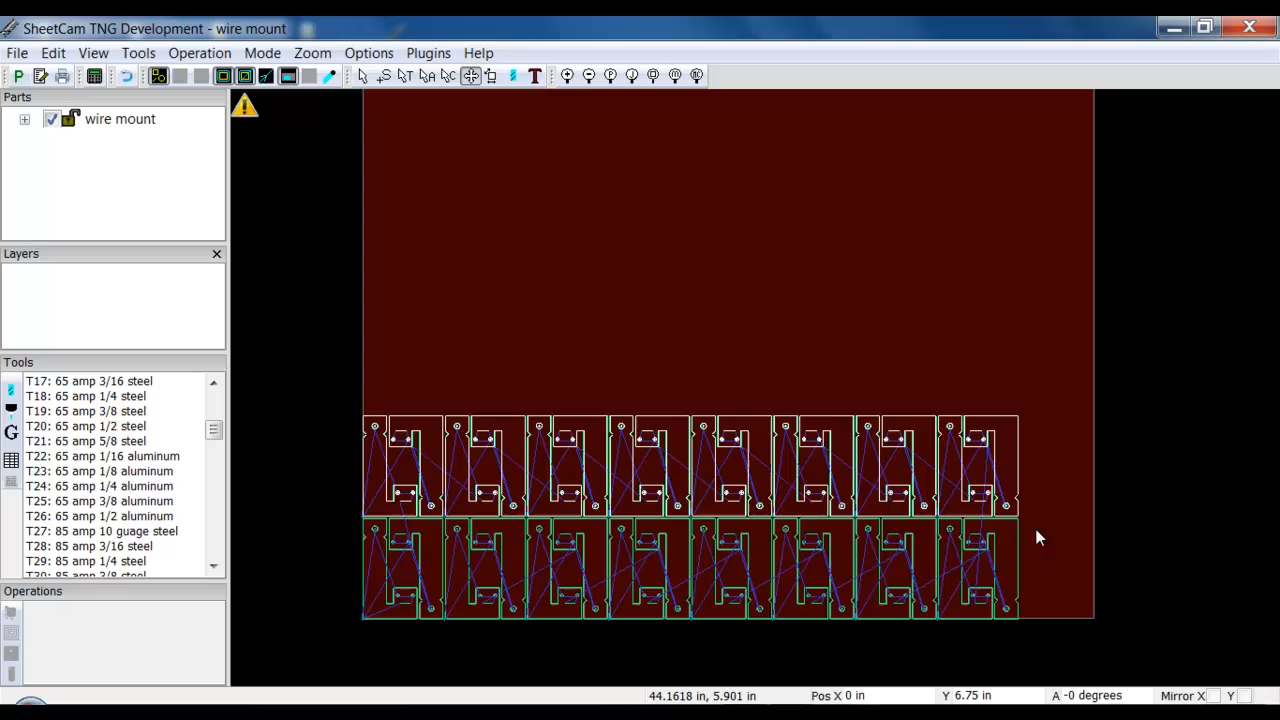 SheetCam TNG Development - wire mount
File Edit View Tools Operation Mode Zoom Options Plugins Help
Parts
wire mount
Layers
Tools
T17: 65 amp 3/16 steel
T18: 65 amp 1/4 steel
T19: 65 amp 3/8 steel
T20: 65 amp 1/2 steel
T21: 65 amp 5/8 steel
T22: 65 amp 1/16 aluminum
T23: 65 amp 1/8 aluminum
T24: 65 amp 1/4 aluminum
T25: 65 amp 3/8 aluminum
T26: 65 amp 1/2 aluminum
T27: 85 amp 10 guage steel
T28: 85 amp 3/16 steel
T29: 85 amp 1/4 steel
T30: 85 amp 3/8 steel
Operations
44.1618 in, 5.901 in Pos X 0 in Y 6.75 in A -0 degrees Mirror X Y